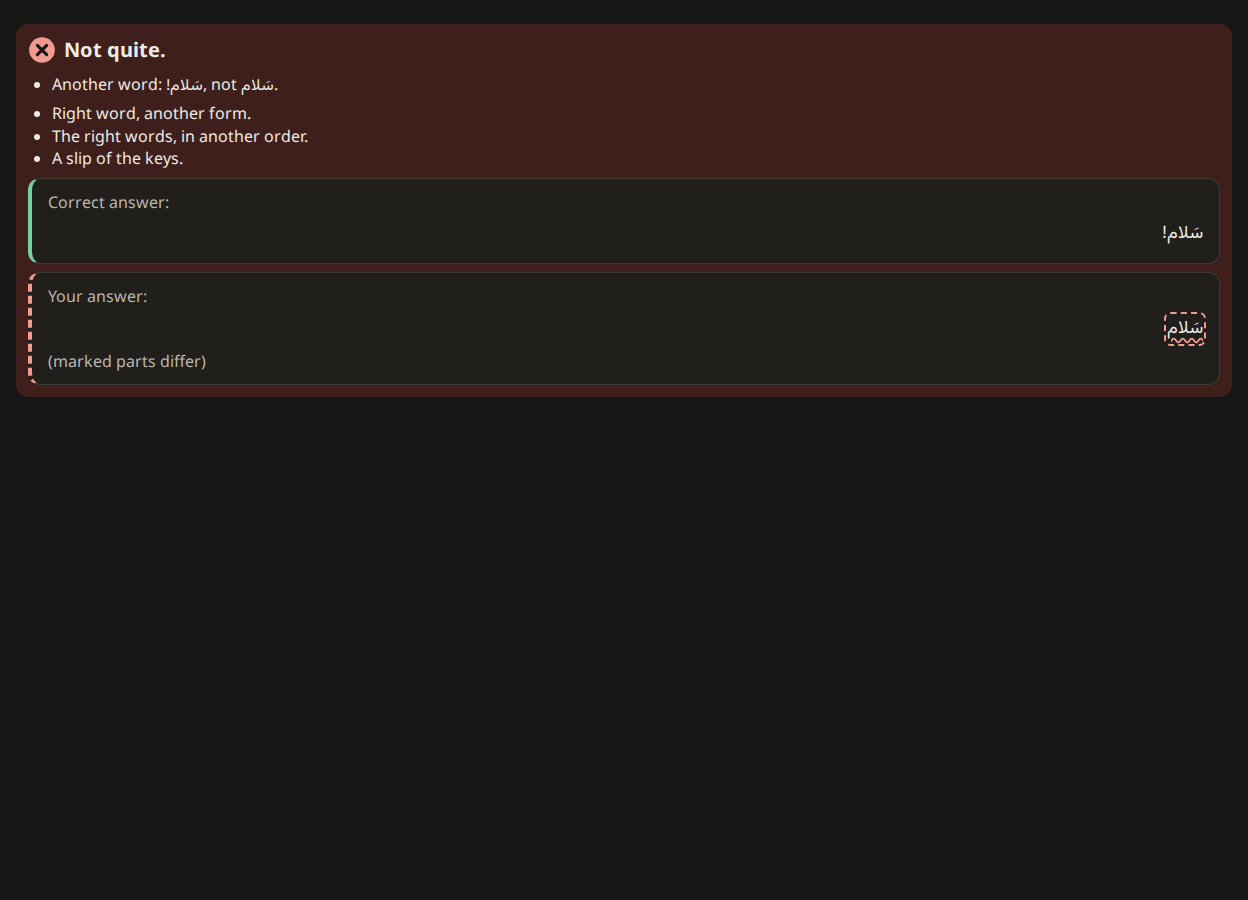 Not quite.
Another word: سَلام!, not سَلام.
Right word, another form.
The right words, in another order.
A slip of the keys.
Correct answer:
سَلام!
Your answer:
سَلام
(marked parts differ)